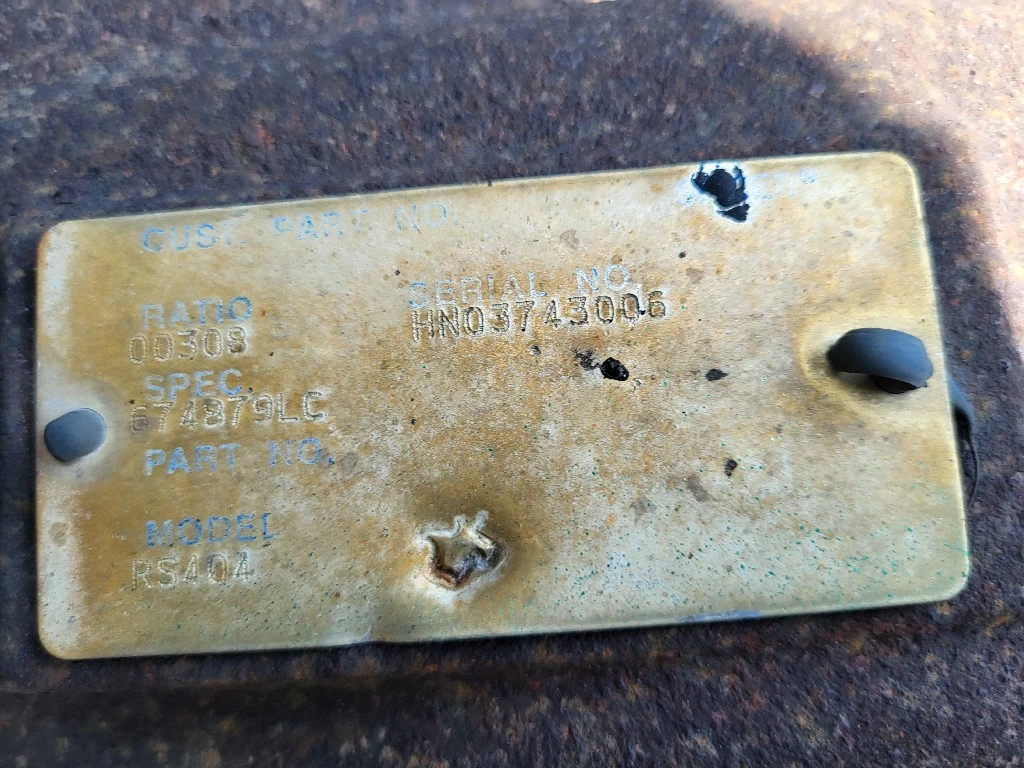 CUST. PART NO.
RATIO
00308
SERIAL NO.
HN03743006
SPEC.
674879LC
PART NO.
MODEL
RS404